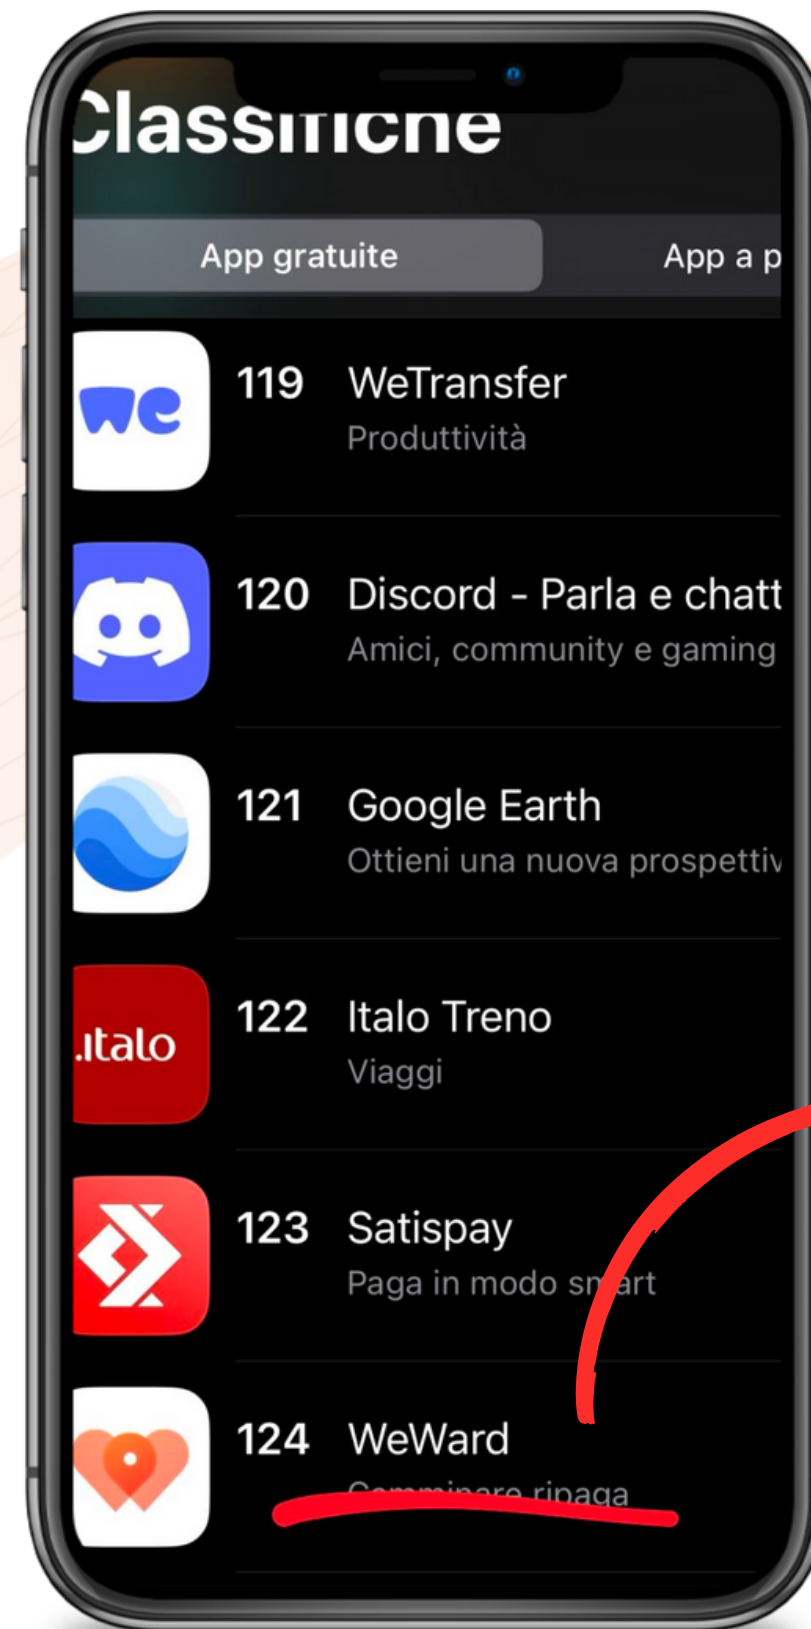 Classifiche
App gratuite
App a p
we
119 WeTransfer
Produttività
120 Discord - Parla e chatt
Amici, community e gaming
121 Google Earth
Ottieni una nuova prospettiv
.italo
122 Italo Treno
Viaggi
123 Satispay
Paga in modo smart
124 WeWard
Camminare ripaga